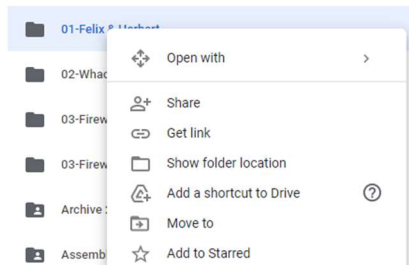 01-Felix & Herbert
Open with
02-Whac
Share
Get link
03-Firew
Show folder location
03-Firew
Add a shortcut to Drive
Archive
Move to
Assemb
Add to Starred